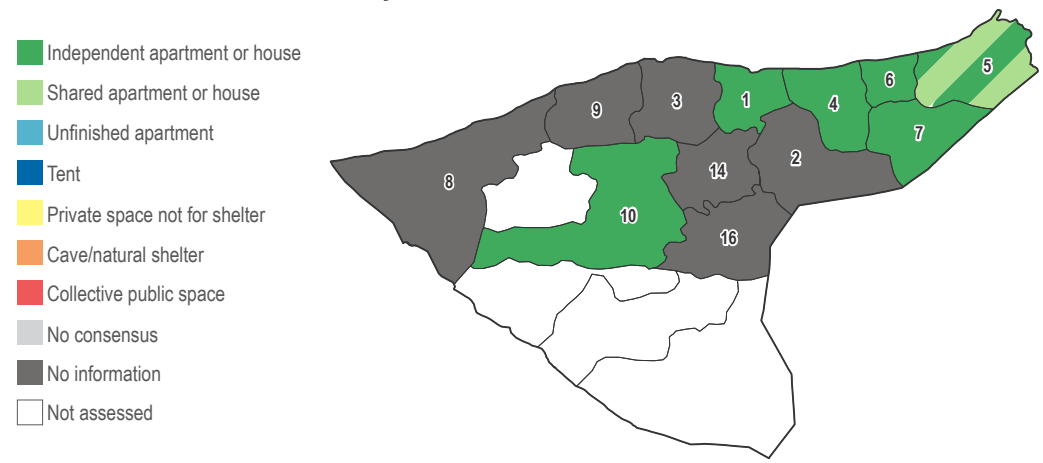 Independent apartment or house
Shared apartment or house
Unfinished apartment
Tent
Private space not for shelter
Cave/natural shelter
Collective public space
No consensus
No information
Not assessed
5
6
1
3
4
9
7
2
14
8
10
16